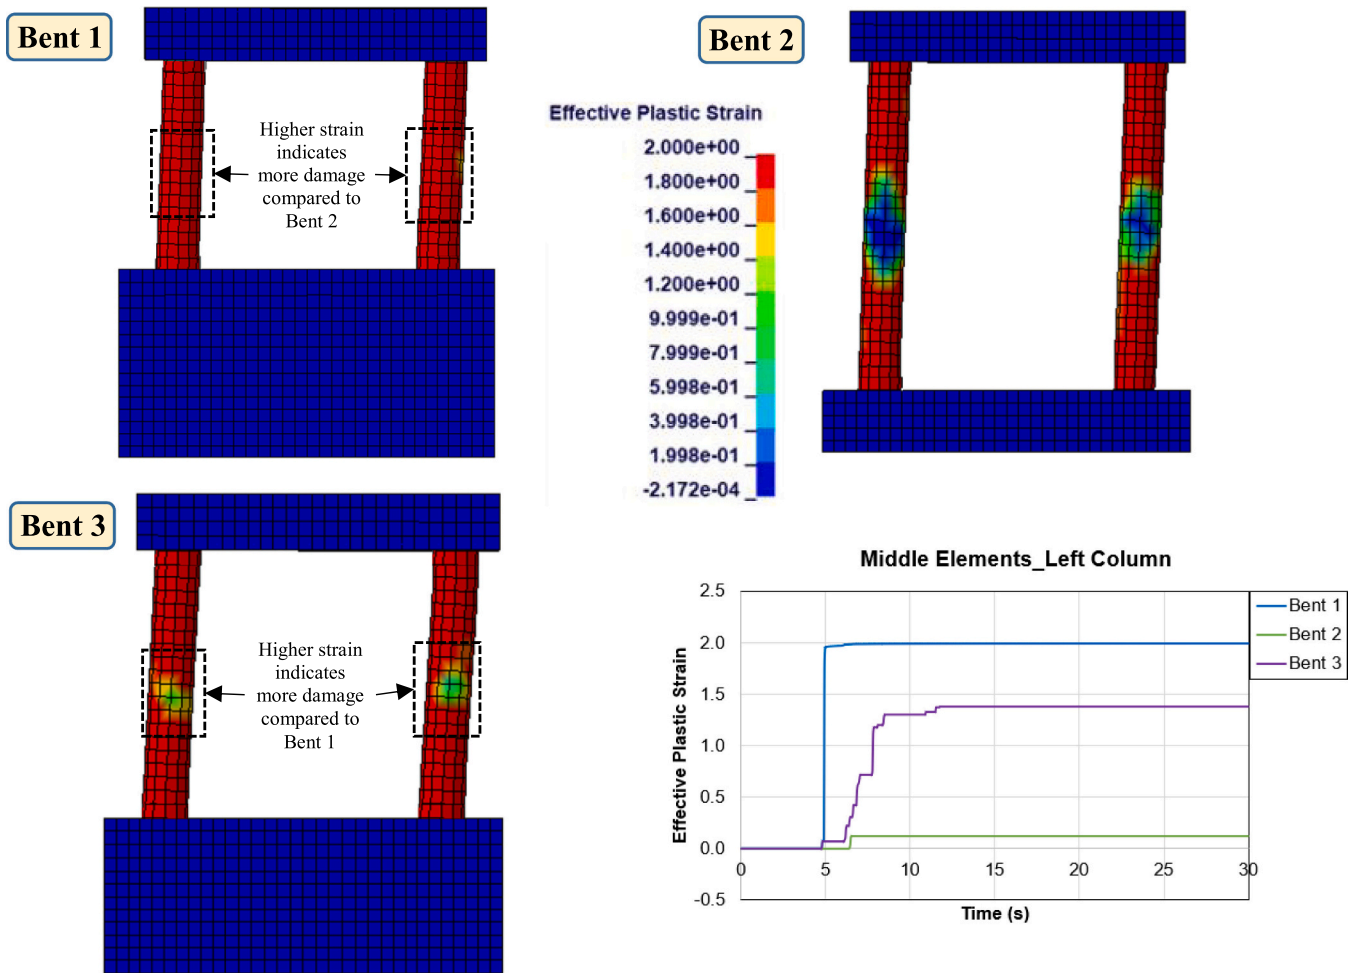 Bent 1
Higher strain
indicates
more damage
compared to
Bent 2
Bent 2
Effective Plastic Strain
2.000e+00
1.800e+00
1.600e+00
1.400e+00
1.200e+00
9.999e-01
7.999e-01
5.998e-01
3.998e-01
1.998e-01
-2.172e-04
Bent 3
Higher strain
indicates
more damage
compared to
Bent 1
Middle Elements_Left Column
Effective Plastic Strain
2.5
2.0
1.5
1.0
0.5
0.0
-0.5
0 5 10 15 20 25 30
Time (s)
Bent 1
Bent 2
Bent 3